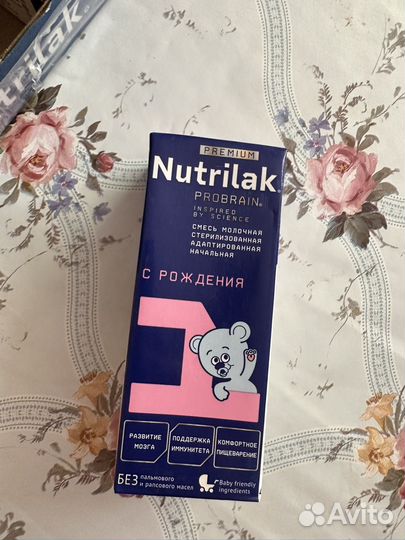 trilak
PREMIUM
Nutrilak
PROBRAIN®
INSPIRED
BY SCIENCE
СМЕСЬ МОЛОЧНАЯ
СТЕРИЛИЗОВАННАЯ
АДАПТИРОВАННАЯ
НАЧАЛЬНАЯ
С РОЖДЕНИЯ
1
РАЗВИТИЕ МОЗГА
ПОДДЕРЖКА ИММУНИТЕТА
КОМФОРТНОЕ ПИЩЕВАРЕНИЕ
БЕЗ пальмового и рапсового масел
Baby friendly ingredients
Avito